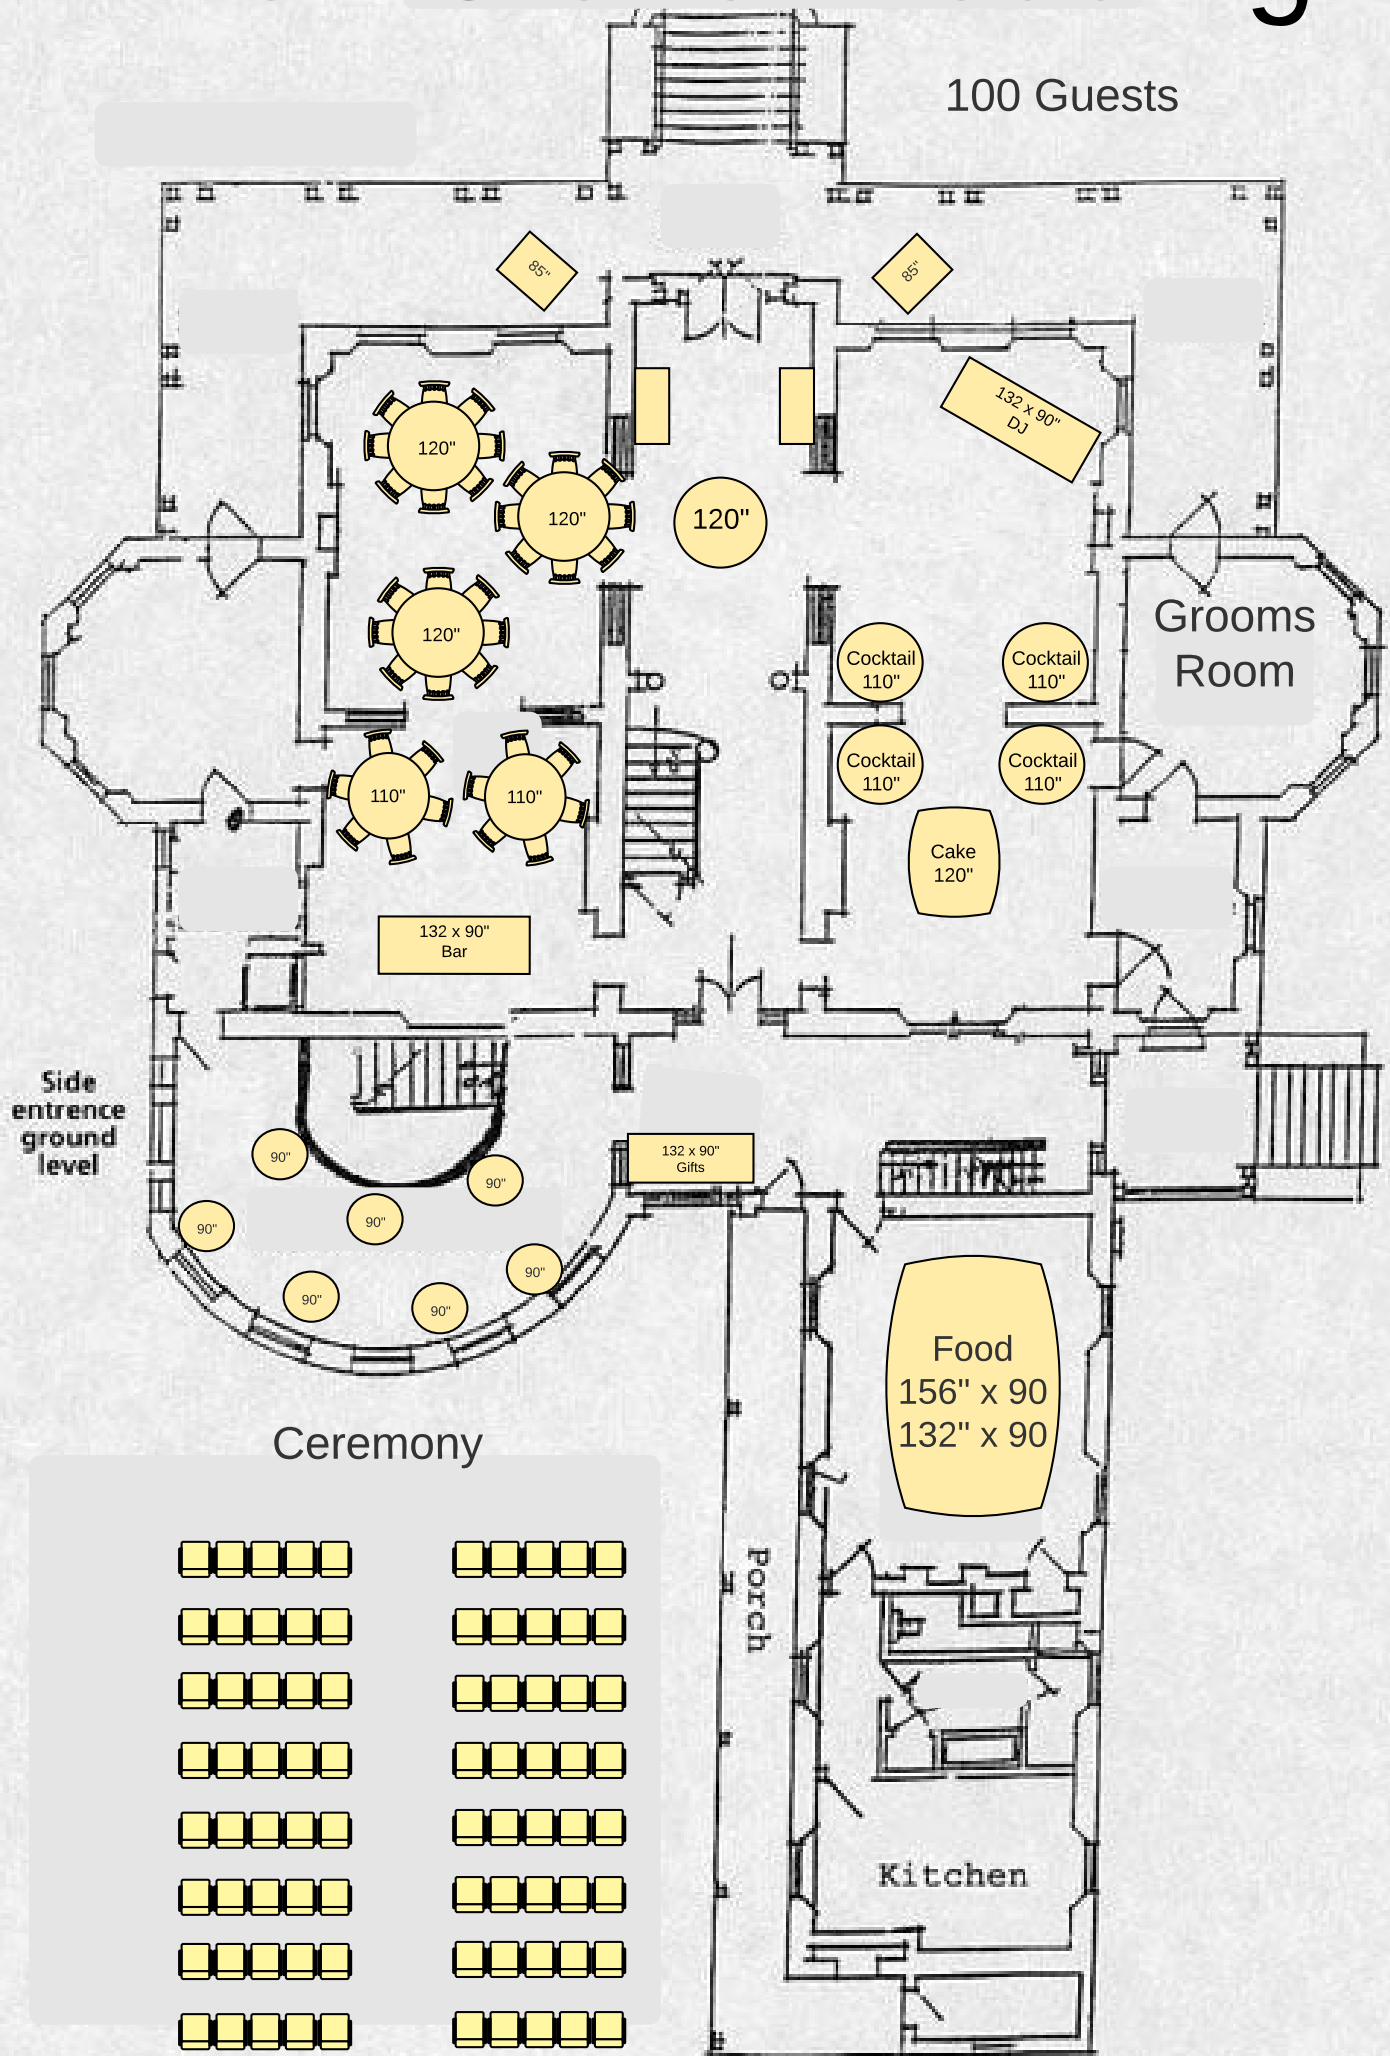 100 Guests
85"
85"
132 x 90"
DJ
120"
120"
120"
120"
Grooms
Room
Cocktail
110"
Cocktail
110"
Cocktail
110"
Cocktail
110"
110"
110"
Cake
120"
132 x 90"
Bar
Side
entrence
ground
level
132 x 90"
Gifts
90"
90"
90"
90"
90"
90"
90"
Food
156" x 90
132" x 90
Ceremony
Porch
Kitchen